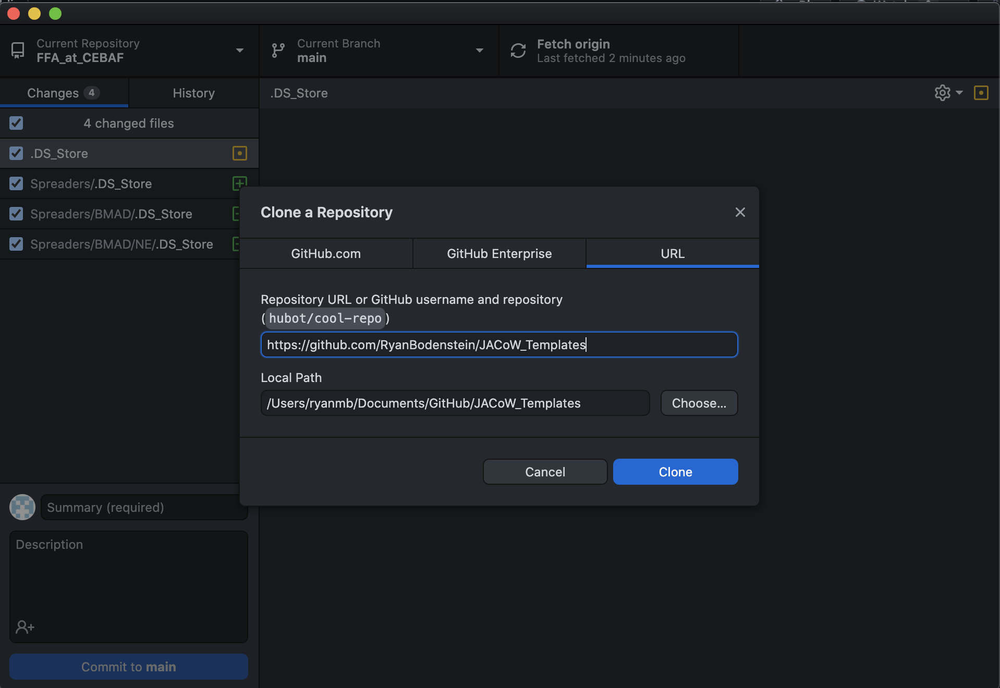 Current Repository
FFA_at_CEBAF
Current Branch
main
Fetch origin
Last fetched 2 minutes ago
Changes 4
History
.DS_Store
4 changed files
.DS_Store
Spreaders/.DS_Store
Spreaders/BMAD/.DS_Store
Spreaders/BMAD/NE/.DS_Store
Clone a Repository
GitHub.com
GitHub Enterprise
URL
Repository URL or GitHub username and repository
(hubot/cool-repo)
https://github.com/RyanBodenstein/JACoW_Templates
Local Path
/Users/ryanmb/Documents/GitHub/JACoW_Templates
Choose...
Cancel
Clone
Summary (required)
Description
Commit to main